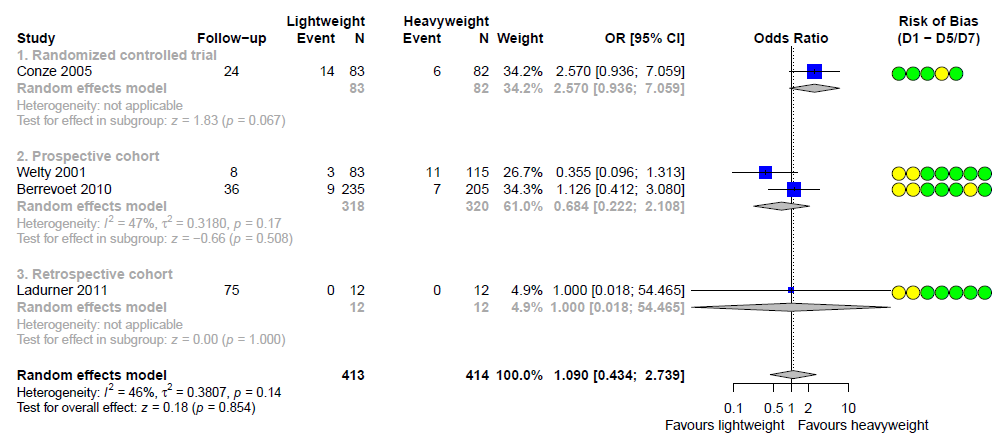 Lightweight Heavyweight Risk of Bias
Study Follow−up Event N Event N Weight OR [95% CI] Odds Ratio (D1 − D5/D7)
1. Randomized controlled trial
Conze 2005 24 14 83 6 82 34.2% 2.570 [0.936; 7.059]
Random effects model 83 82 34.2% 2.570 [0.936; 7.059]
Heterogeneity: not applicable
Test for effect in subgroup: z = 1.83 (p = 0.067)
2. Prospective cohort
Welty 2001 8 3 83 11 115 26.7% 0.355 [0.096; 1.313]
Berrevoet 2010 36 9 235 7 205 34.3% 1.126 [0.412; 3.080]
Random effects model 318 320 61.0% 0.684 [0.222; 2.108]
Heterogeneity: I² = 47%, τ² = 0.3180, p = 0.17
Test for effect in subgroup: z = −0.66 (p = 0.508)
3. Retrospective cohort
Ladurner 2011 75 0 12 0 12 4.9% 1.000 [0.018; 54.465]
Random effects model 12 12 4.9% 1.000 [0.018; 54.465]
Heterogeneity: not applicable
Test for effect in subgroup: z = 0.00 (p = 1.000)
Random effects model 413 414 100.0% 1.090 [0.434; 2.739]
Heterogeneity: I² = 46%, τ² = 0.3807, p = 0.14
Test for overall effect: z = 0.18 (p = 0.854)
0.1 0.5 1 2 10
Favours lightweight Favours heavyweight